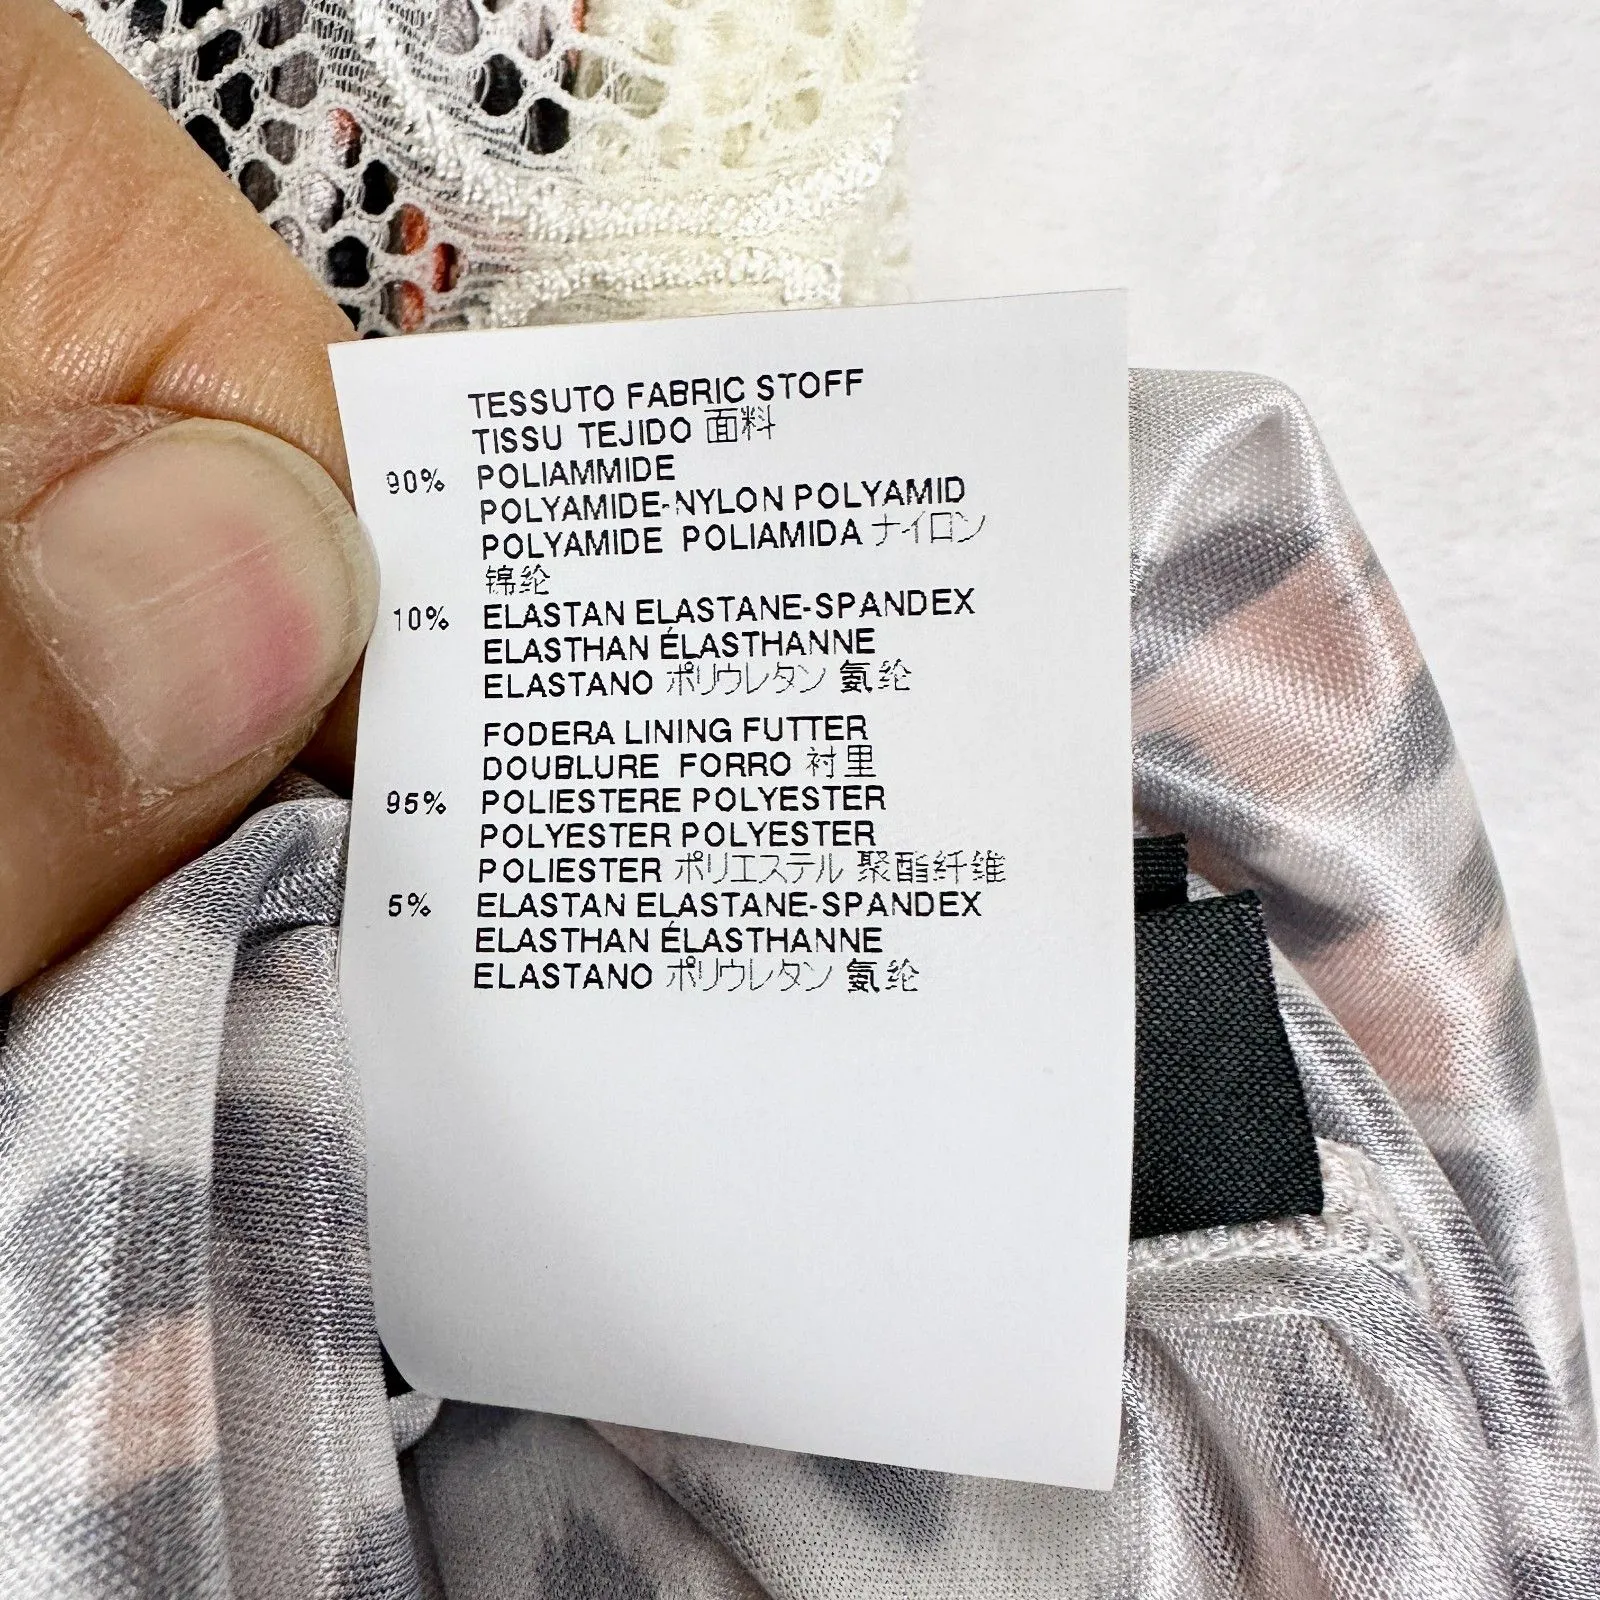 TESSUTO FABRIC STOFF
TISSU TEJIDO 面料
90% POLIAMMIDE
POLYAMIDE-NYLON POLYAMID
POLYAMIDE POLIAMIDA ナイロン
锦纶
10% ELASTAN ELASTANE-SPANDEX
ELASTHAN ÉLASTHANNE
ELASTANO ポリウレタン 氨纶
FODERA LINING FUTTER
DOUBLURE FORRO 衬里
95% POLIESTERE POLYESTER
POLYESTER POLYESTER
POLIESTER ポリエステル 聚酯纤维
5% ELASTAN ELASTANE-SPANDEX
ELASTHAN ÉLASTHANNE
ELASTANO ポリウレタン 氨纶